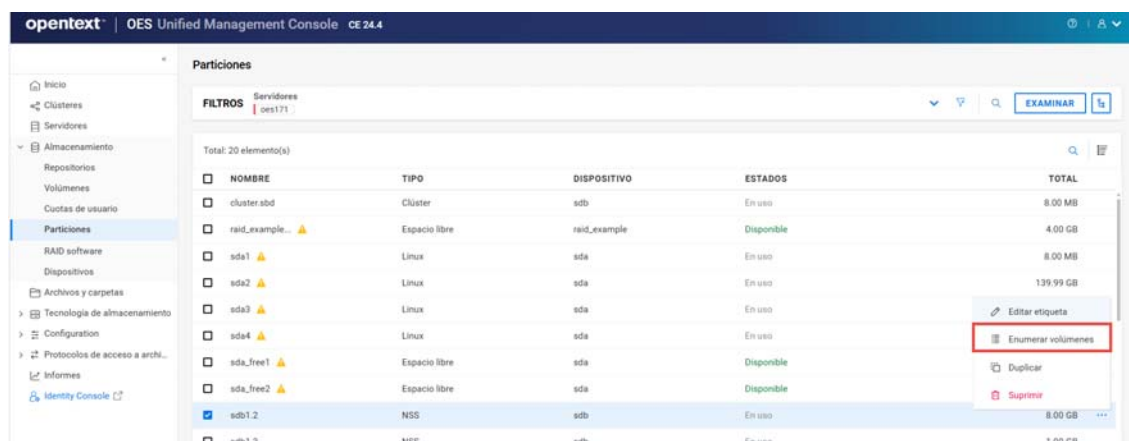 opentext | OES Unified Management Console CE 24.4
Particiones
Inicio
Clústeres
Servidores
Almacenamiento
Repositorios
Volúmenes
Cuotas de usuario
Particiones
RAID software
Dispositivos
Archivos y carpetas
Tecnología de almacenamiento
Configuration
Protocolos de acceso a archi...
Informes
Identity Console
FILTROS Servidores
oes171
EXAMINAR
Total: 20 elemento(s)
NOMBRE TIPO DISPOSITIVO ESTADOS TOTAL
cluster.sbd Clúster sdb En uso 8.00 MB
raid_example... Espacio libre raid_example Disponible 4.00 GB
sda1 Linux sda En uso 8.00 MB
sda2 Linux sda En uso 139.99 GB
sda3 Linux sda En uso
sda4 Linux sda En uso
sda_free1 Espacio libre sda Disponible
sda_free2 Espacio libre sda Disponible
sdb1.2 NSS sdb En uso 8.00 GB
Editar etiqueta
Enumerar volúmenes
Duplicar
Suprimir